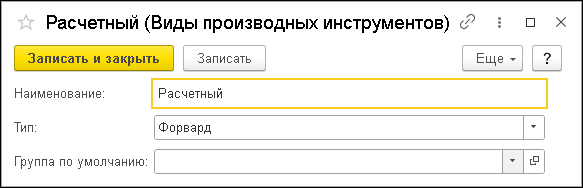 Расчетный (Виды производных инструментов)
Записать и закрыть Записать Еще ?
Наименование: Расчетный
Тип: Форвард
Группа по умолчанию: